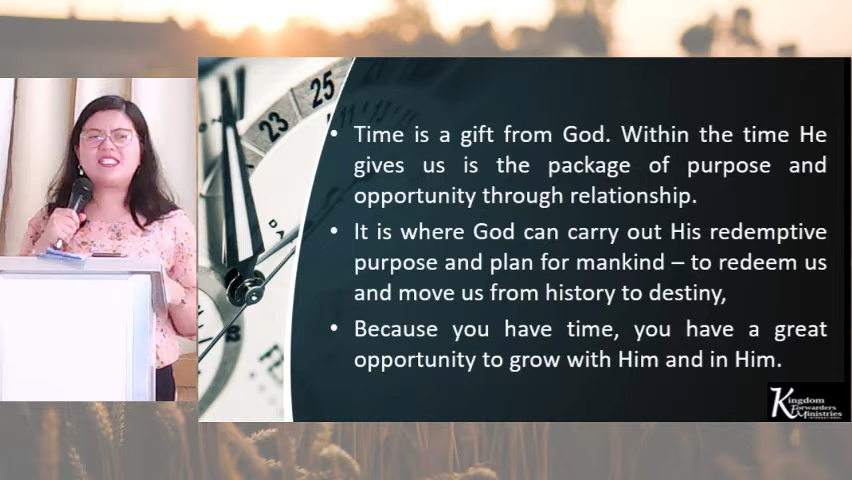 • Time is a gift from God. Within the time He
gives us is the package of purpose and
opportunity through relationship.
• It is where God can carry out His redemptive
purpose and plan for mankind – to redeem us
and move us from history to destiny,
• Because you have time, you have a great
opportunity to grow with Him and in Him.
25
23
Kingdom
Forwarders
Ministries